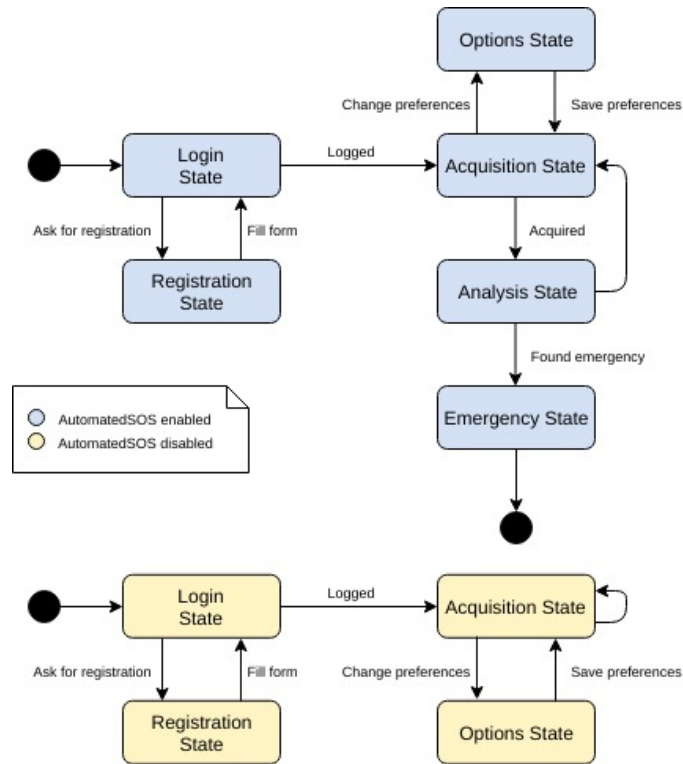 Options State
Change preferences
Save preferences
Login
State
Logged
Acquisition State
Ask for registration
Fill form
Acquired
Registration
State
Analysis State
Found emergency
AutomatedSOS enabled
AutomatedSOS disabled
Emergency State
Login
State
Logged
Acquisition State
Ask for registration
Fill form
Change preferences
Save preferences
Registration
State
Options State